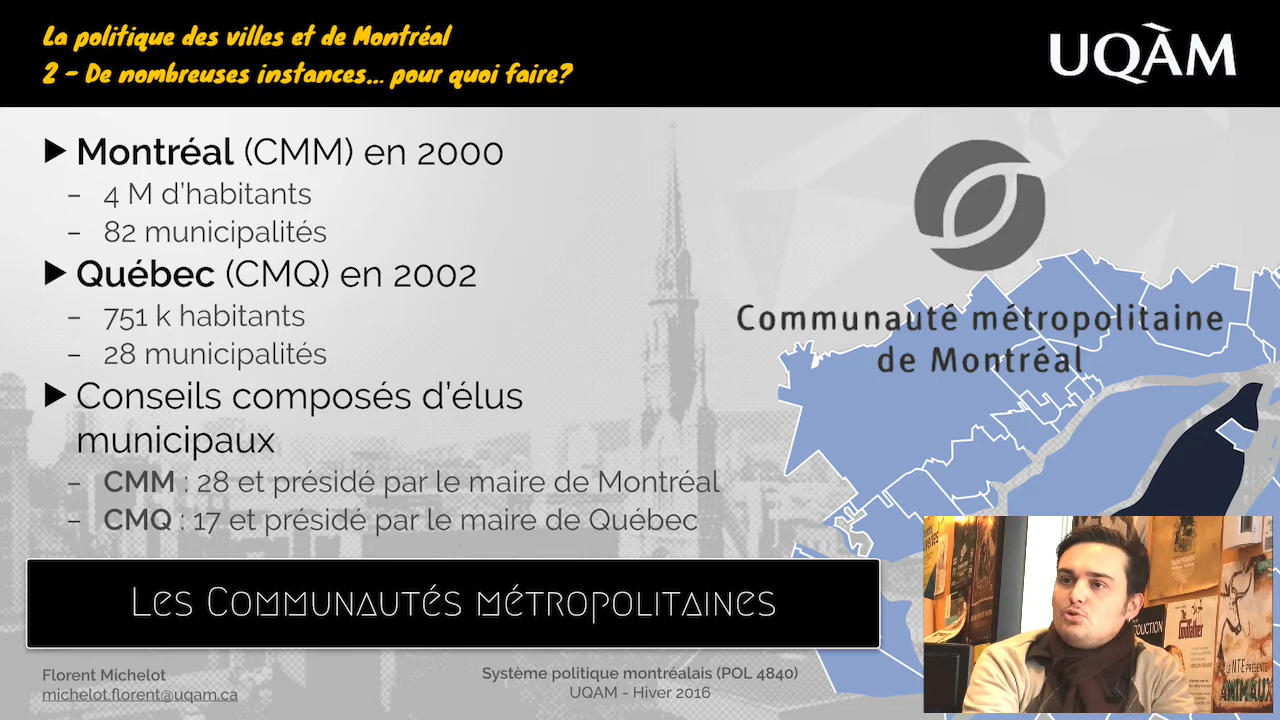 La politique des villes et de Montréal
2 - De nombreuses instances... pour quoi faire?
UQÀM
Montréal (CMM) en 2000
– 4 M d'habitants
– 82 municipalités
Québec (CMQ) en 2002
– 751 k habitants
– 28 municipalités
Conseils composés d'élus
municipaux
– CMM : 28 et présidé par le maire de Montréal
– CMQ : 17 et présidé par le maire de Québec
Communauté métropolitaine
de Montréal
Les Communautés métropolitaines
Florent Michelot
michelot.florent@uqam.ca
Système politique montréalais (POL 4840)
UQAM - Hiver 2016
Godfather
ANIMAUX